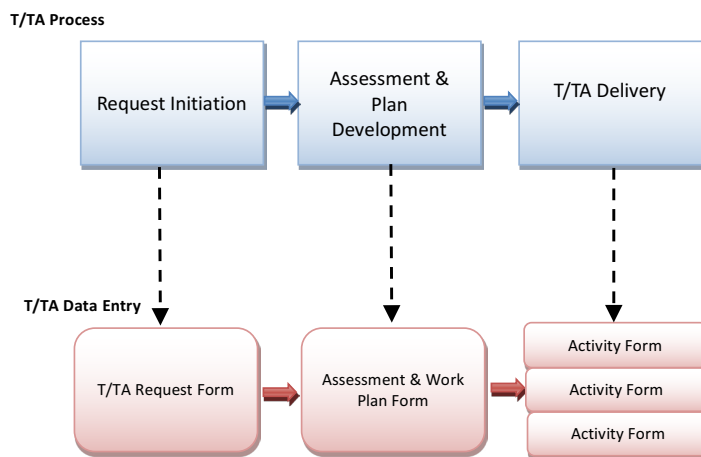 T/TA Process
Request Initiation
Assessment &
Plan
Development
T/TA Delivery
T/TA Data Entry
T/TA Request Form
Assessment & Work
Plan Form
Activity Form
Activity Form
Activity Form